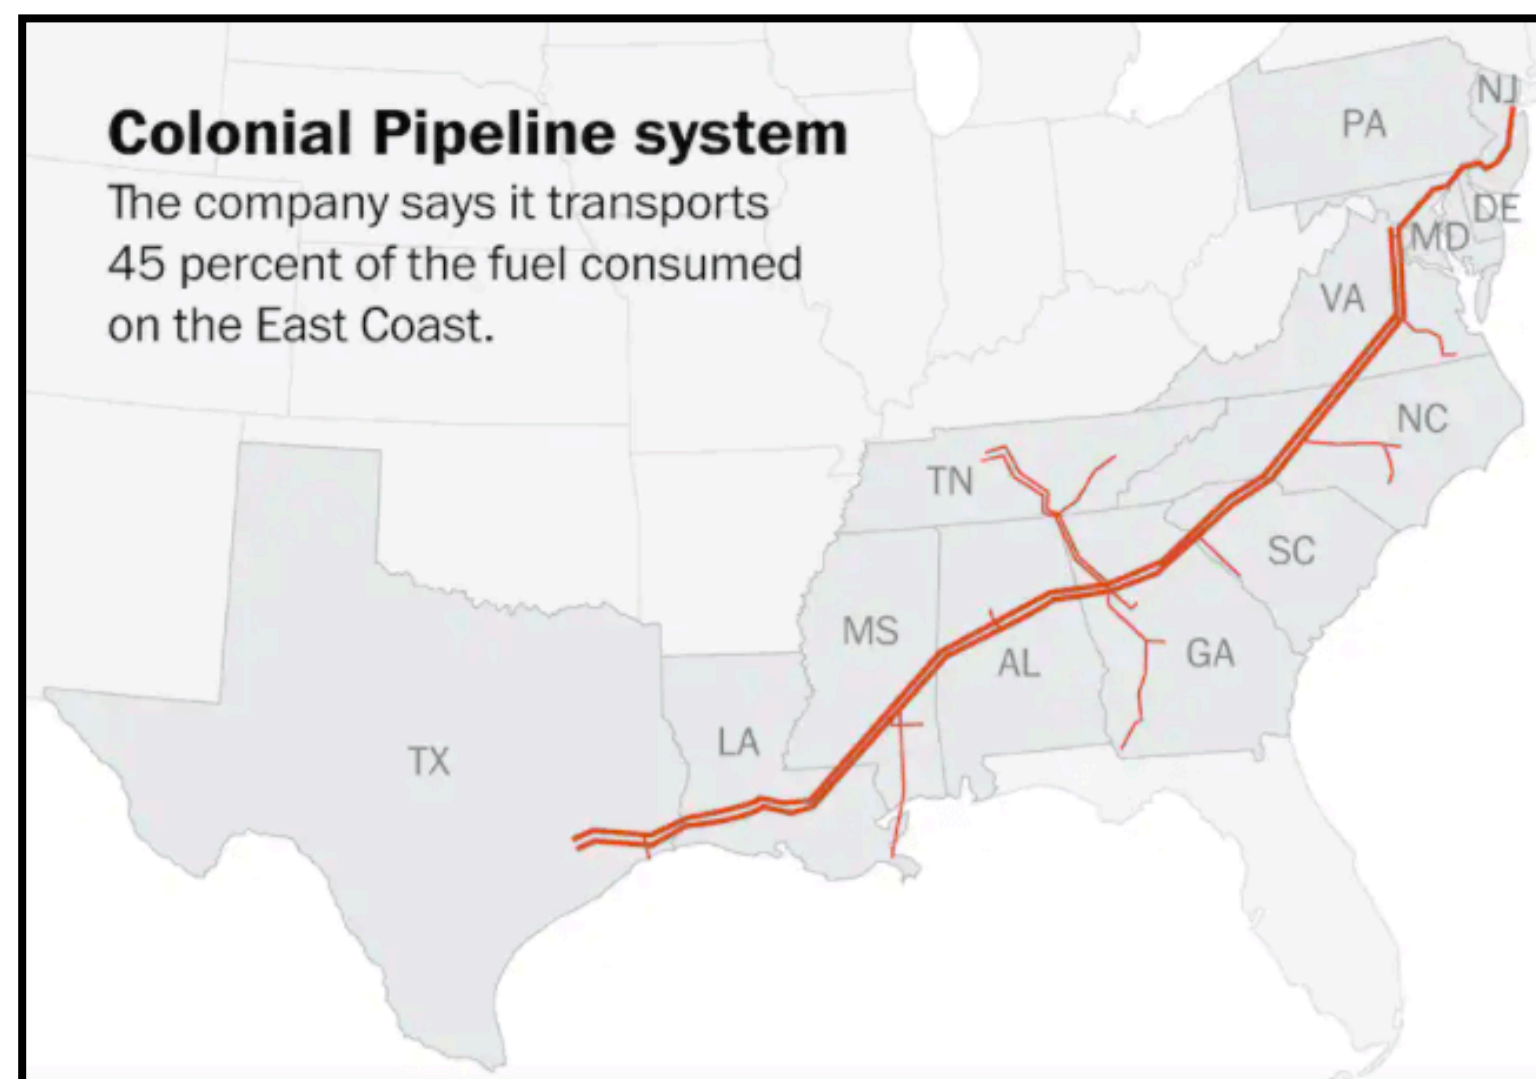 Colonial Pipeline system
The company says it transports
45 percent of the fuel consumed
on the East Coast.
NJ
PA
DE
MD
VA
NC
TN
SC
MS
AL
GA
LA
TX